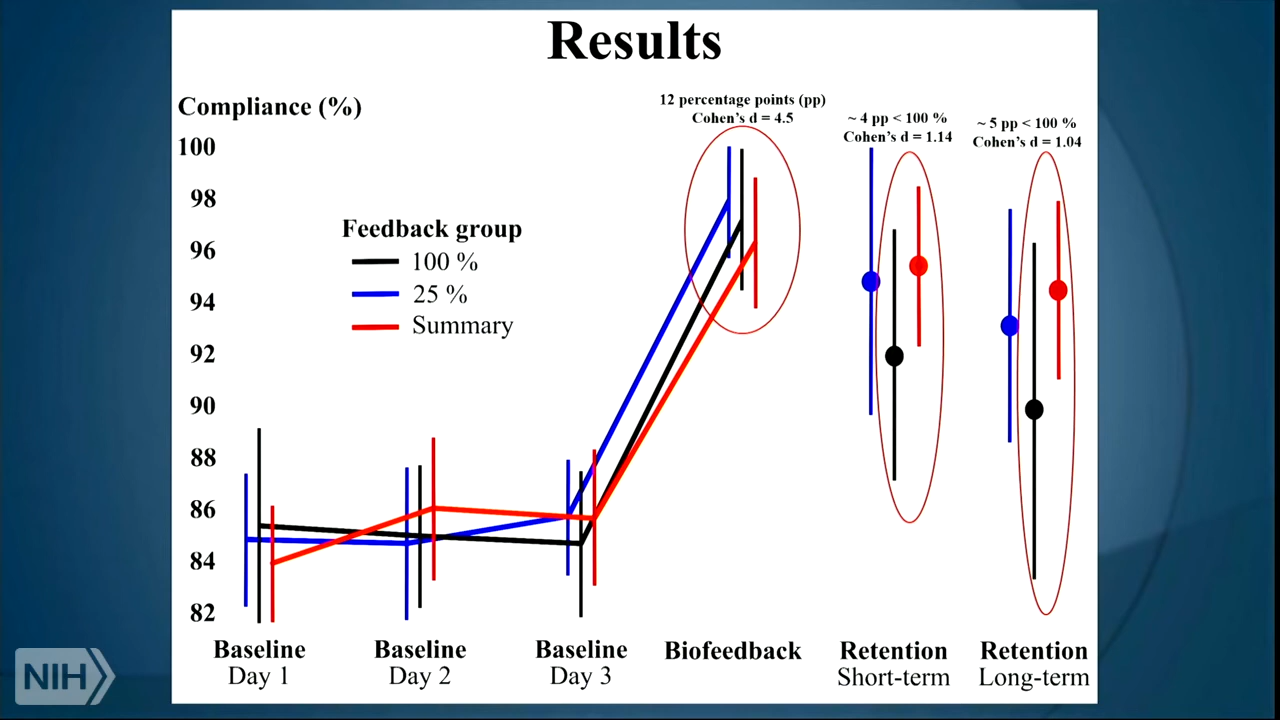 Results
Compliance (%)
12 percentage points (pp)
Cohen's d = 4.5
~ 4 pp < 100 %
Cohen's d = 1.14
~ 5 pp < 100 %
Cohen's d = 1.04
100
98
96
94
92
90
88
86
84
82
Feedback group
100 %
25 %
Summary
Baseline
Day 1
Baseline
Day 2
Baseline
Day 3
Biofeedback
Retention
Short-term
Retention
Long-term
NIH